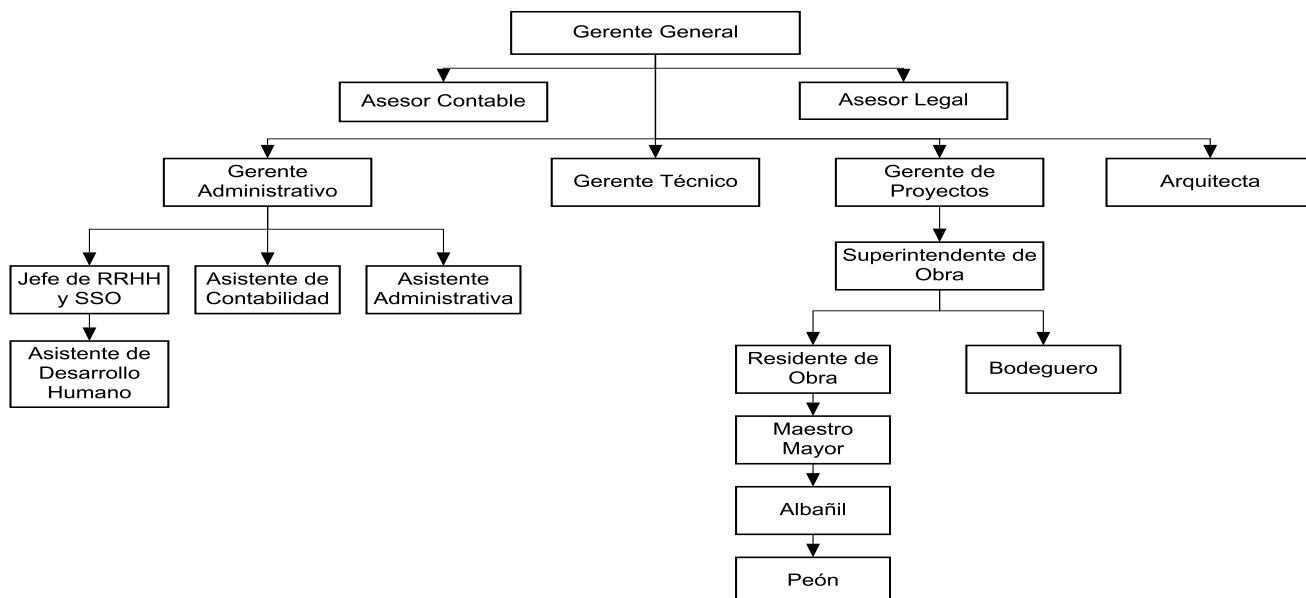 Gerente General
Asesor Contable
Asesor Legal
Gerente
Administrativo
Gerente Técnico
Gerente de
Proyectos
Arquitecta
Superintendente de
Obra
Jefe de RRHH
y SSO
Asistente de
Contabilidad
Asistente
Administrativa
Asistente de
Desarrollo
Humano
Residente de
Obra
Bodeguero
Maestro
Mayor
Albañil
Peón